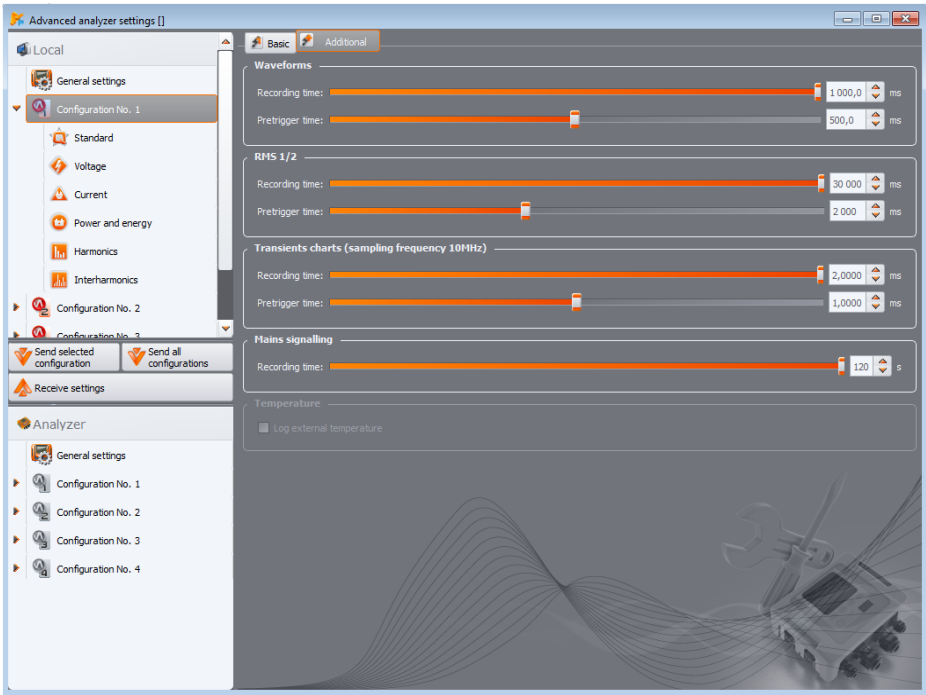 Advanced analyzer settings []
Local
General settings
Configuration No. 1
Standard
Voltage
Current
Power and energy
Harmonics
Interharmonics
Configuration No. 2
Configuration No. 3
Send selected configuration
Send all configurations
Receive settings
Analyzer
General settings
Configuration No. 1
Configuration No. 2
Configuration No. 3
Configuration No. 4
Basic Additional
Waveforms
Recording time: 1 000,0 ms
Pretrigger time: 500,0 ms
RMS 1/2
Recording time: 30 000 ms
Pretrigger time: 2 000 ms
Transients charts (sampling frequency 10MHz)
Recording time: 2,0000 ms
Pretrigger time: 1,0000 ms
Mains signalling
Recording time: 120 s
Temperature
Log external temperature